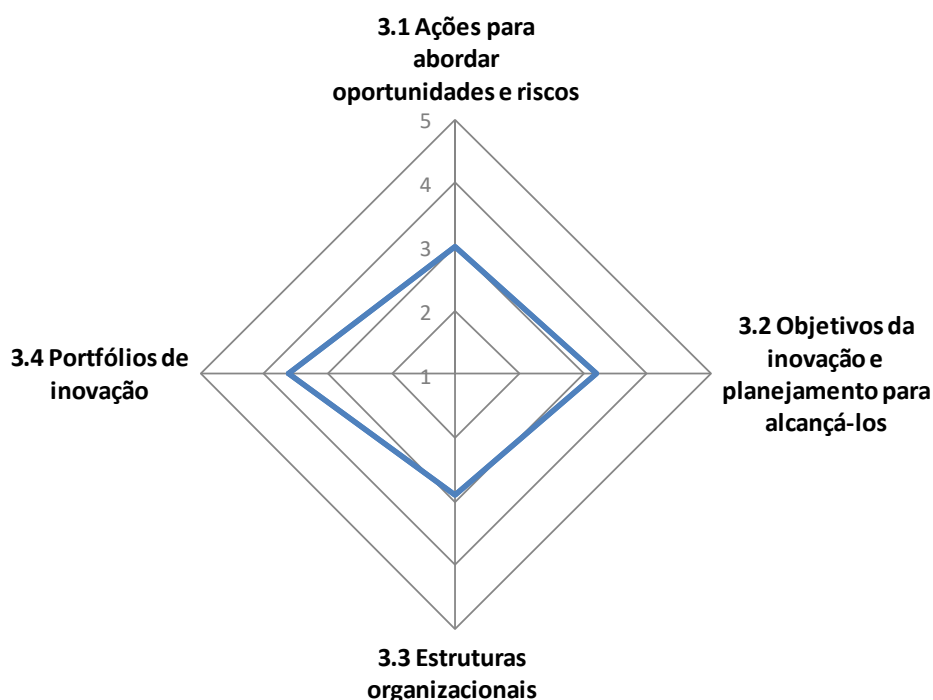 3.1 Ações para
abordar
oportunidades e riscos
5
4
3
2
1
3.2 Objetivos da
inovação e
planejamento para
alcançá-los
3.4 Portfólios de
inovação
3.3 Estruturas
organizacionais